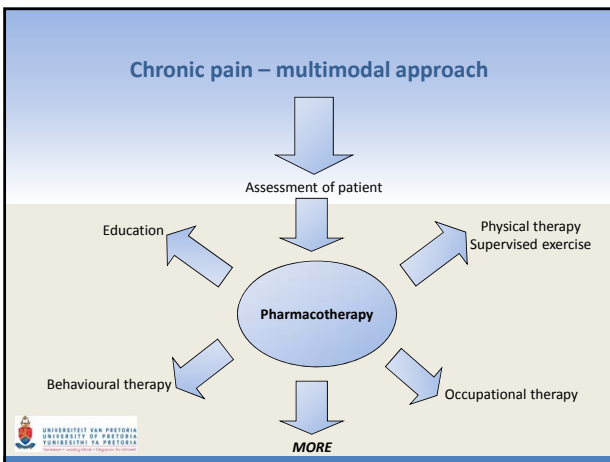 Chronic pain – multimodal approach
Assessment of patient
Education
Physical therapy
Supervised exercise
Pharmacotherapy
Behavioural therapy
Occupational therapy
MORE
UNIVERSITEIT VAN PRETORIA
UNIVERSITY OF PRETORIA
YUNIBESITHI YA PRETORIA